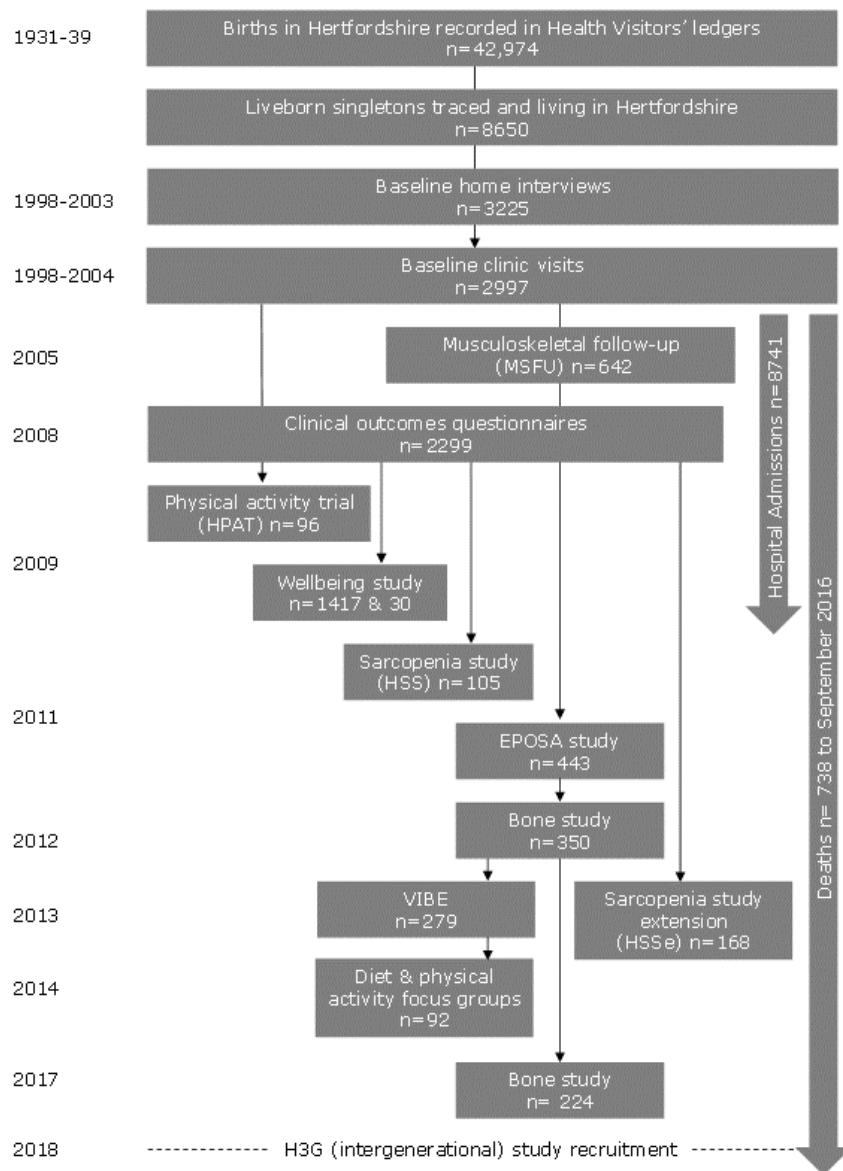 1931-39
Births in Hertfordshire recorded in Health Visitors' ledgers
n=42,974
Liveborn singletons traced and living in Hertfordshire
n=8650
1998-2003
Baseline home interviews
n=3225
1998-2004
Baseline clinic visits
n=2997
2005
Musculoskeletal follow-up
(MSFU) n=642
2008
Clinical outcomes questionnaires
n=2299
Hospital Admissions n=8741
Deaths n= 738 to September 2016
Physical activity trial
(HPAT) n=96
2009
Wellbeing study
n=1417 & 30
Sarcopenia study
(HSS) n=105
2011
EPOSA study
n=443
2012
Bone study
n=350
2013
VIBE
n=279
Sarcopenia study
extension
(HSSe) n=168
2014
Diet & physical
activity focus groups
n=92
2017
Bone study
n= 224
2018
H3G (intergenerational) study recruitment